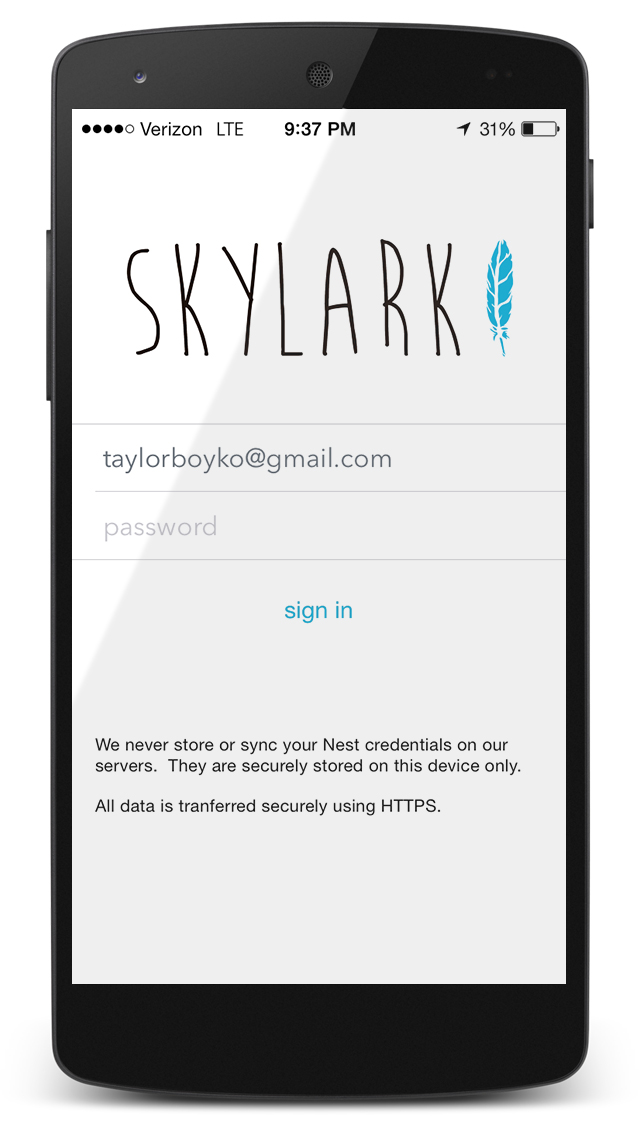 Verizon LTE 9:37 PM 31%
SKYLARK
taylorboyko@gmail.com
password
sign in
We never store or sync your Nest credentials on our
servers. They are securely stored on this device only.
All data is tranferred securely using HTTPS.